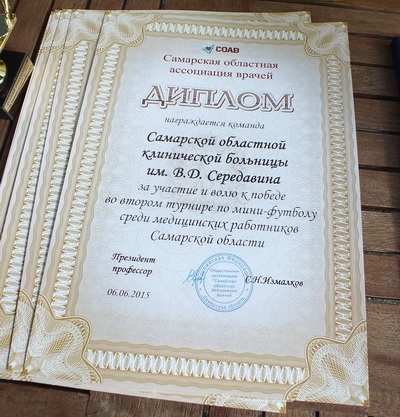 СОАВ
Самарская областная
ассоциация врачей
ДИПЛОМ
награждается команда
Самарской областной
клинической больницы
им. В.Д. Середавина
за участие и волю к победе
во втором турнире по мини-футболу
среди медицинских работников
Самарской области
Президент
профессор
С.Н.Измалков
06.06.2015